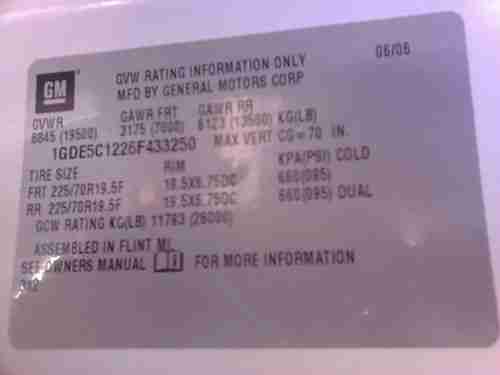 GM
GVW RATING INFORMATION ONLY 06/06
MFD BY GENERAL MOTORS CORP
GVWR GAWR FRT GAWR RR
8845 (19500) 3175 (7000) 6123 (13500) KG(LB)
1GDE5C1226F433250 MAX VERT CG = 70 IN.
TIRE SIZE RIM KPA(PSI) COLD
FRT 225/70R19.5F 19.5X6.75DC 660(095)
RR 225/70R19.5F 19.5X6.75DC 660(095) DUAL
GCW RATING KG(LB) 11793 (26000)
ASSEMBLED IN FLINT MI.
SEE OWNERS MANUAL FOR MORE INFORMATION